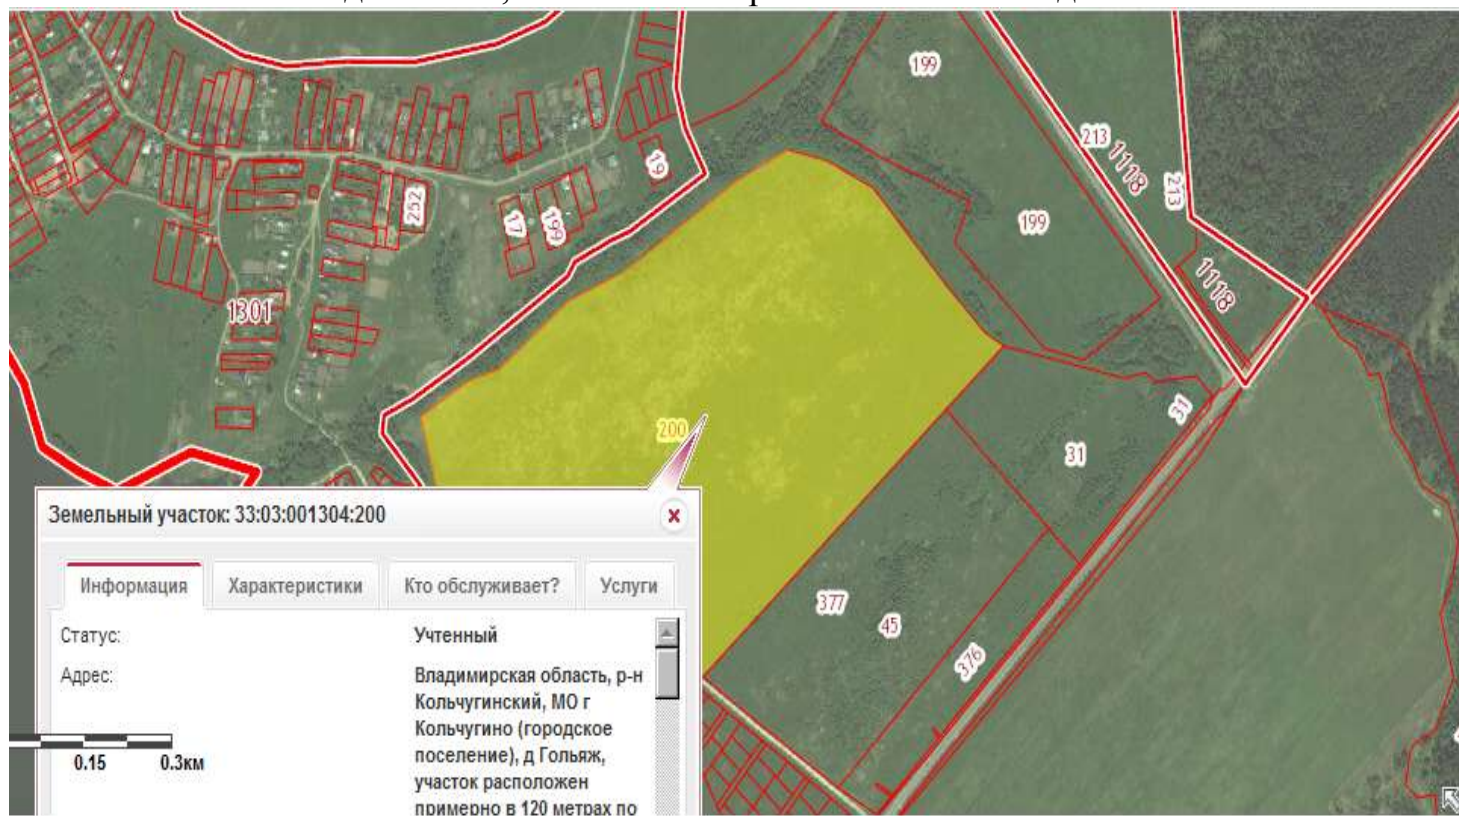 199
213
1118
213
19
252
17
199
199
1118
1301
200
31
31
377
45
376
Земельный участок: 33:03:001304:200
x
Информация Характеристики Кто обслуживает? Услуги
Статус: Учтенный
Адрес: Владимирская область, р-н
Кольчугинский, МО г
Кольчугино (городское
поселение), д Гольяж,
участок расположен
примерно в 120 метрах по
0.15 0.3км